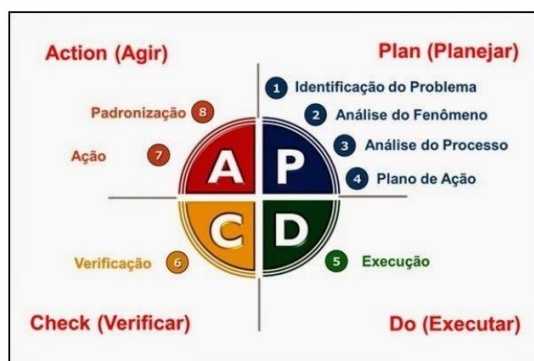 Action (Agir)
Plan (Planejar)
1 Identificação do Problema
2 Análise do Fenômeno
3 Análise do Processo
4 Plano de Ação
Padronização 8
Ação 7
A P
C D
Verificação 6
5 Execução
Check (Verificar)
Do (Executar)